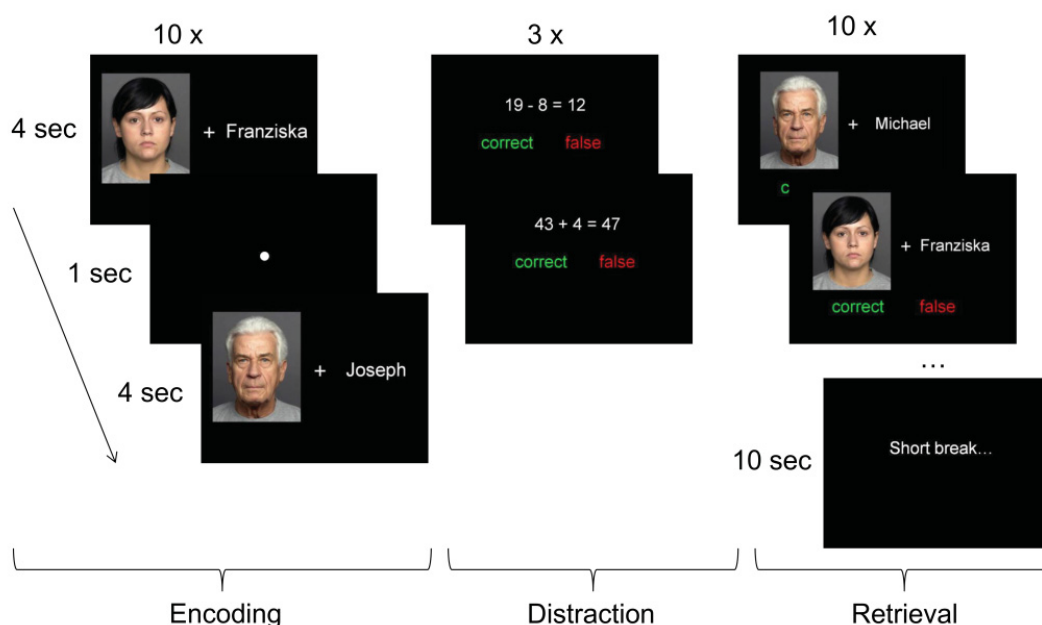 10 x
3 x
10 x
4 sec
+ Franziska
1 sec
4 sec
+ Joseph
19 - 8 = 12
correct false
43 + 4 = 47
correct false
+ Michael
c
+ Franziska
correct false
...
10 sec
Short break...
Encoding
Distraction
Retrieval